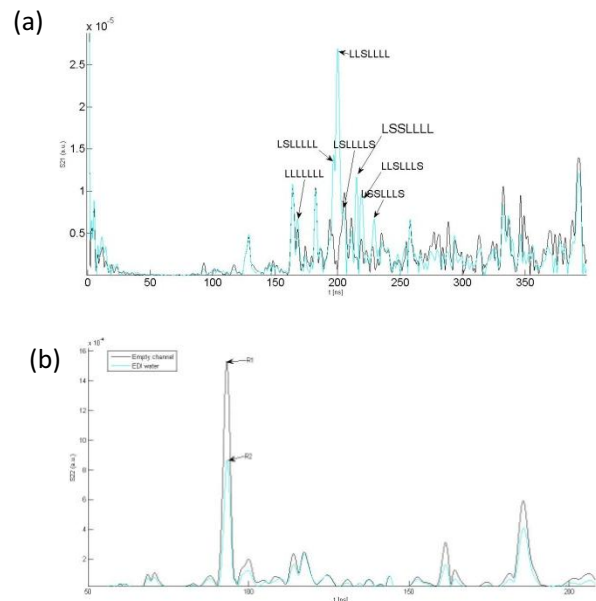 (a)
x 10⁻⁵
S21 (a.u.)
2.5
2
1.5
1
0.5
LLSLLLL
LSLLLLL
LSLLLLS
LSSLLLL
LLLLLLL
LLSLLLS
LSSLLLS
0 50 100 150 200 250 300 350
t [ns]
(b)
x 10⁻⁴
S22 (a.u.)
16
14
12
10
8
6
4
2
Empty channel
EDI water
R1
R2
50 100 150 200
t [ns]